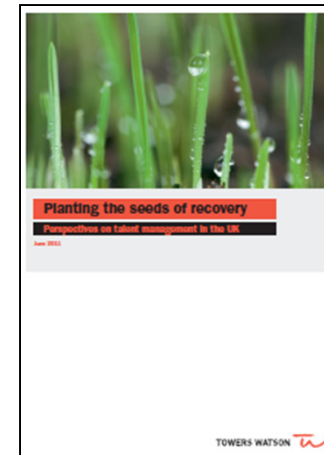 Planting the seeds of recovery
Perspectives on talent management in the UK
June 2011
TOWERS WATSON